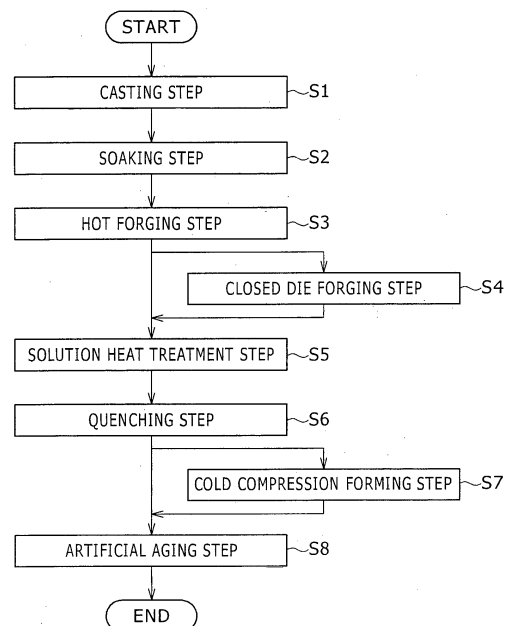 START
CASTING STEP S1
SOAKING STEP S2
HOT FORGING STEP S3
CLOSED DIE FORGING STEP S4
SOLUTION HEAT TREATMENT STEP S5
QUENCHING STEP S6
COLD COMPRESSION FORMING STEP S7
ARTIFICIAL AGING STEP S8
END